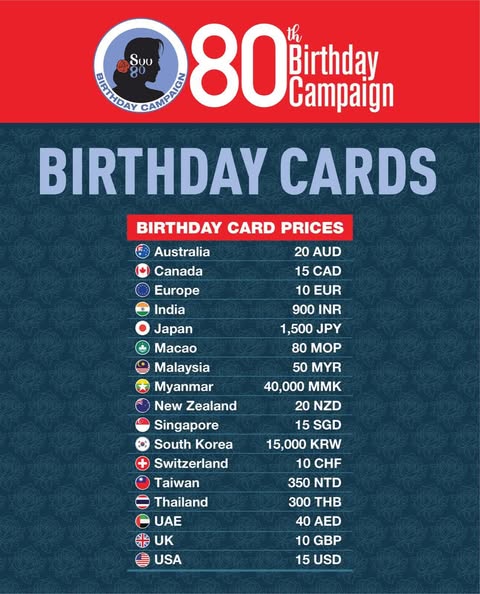 Suu
80
BIRTHDAY CAMPAIGN
80th
Birthday
Campaign
BIRTHDAY CARDS
BIRTHDAY CARD PRICES
Australia 20 AUD
Canada 15 CAD
Europe 10 EUR
India 900 INR
Japan 1,500 JPY
Macao 80 MOP
Malaysia 50 MYR
Myanmar 40,000 MMK
New Zealand 20 NZD
Singapore 15 SGD
South Korea 15,000 KRW
Switzerland 10 CHF
Taiwan 350 NTD
Thailand 300 THB
UAE 40 AED
UK 10 GBP
USA 15 USD